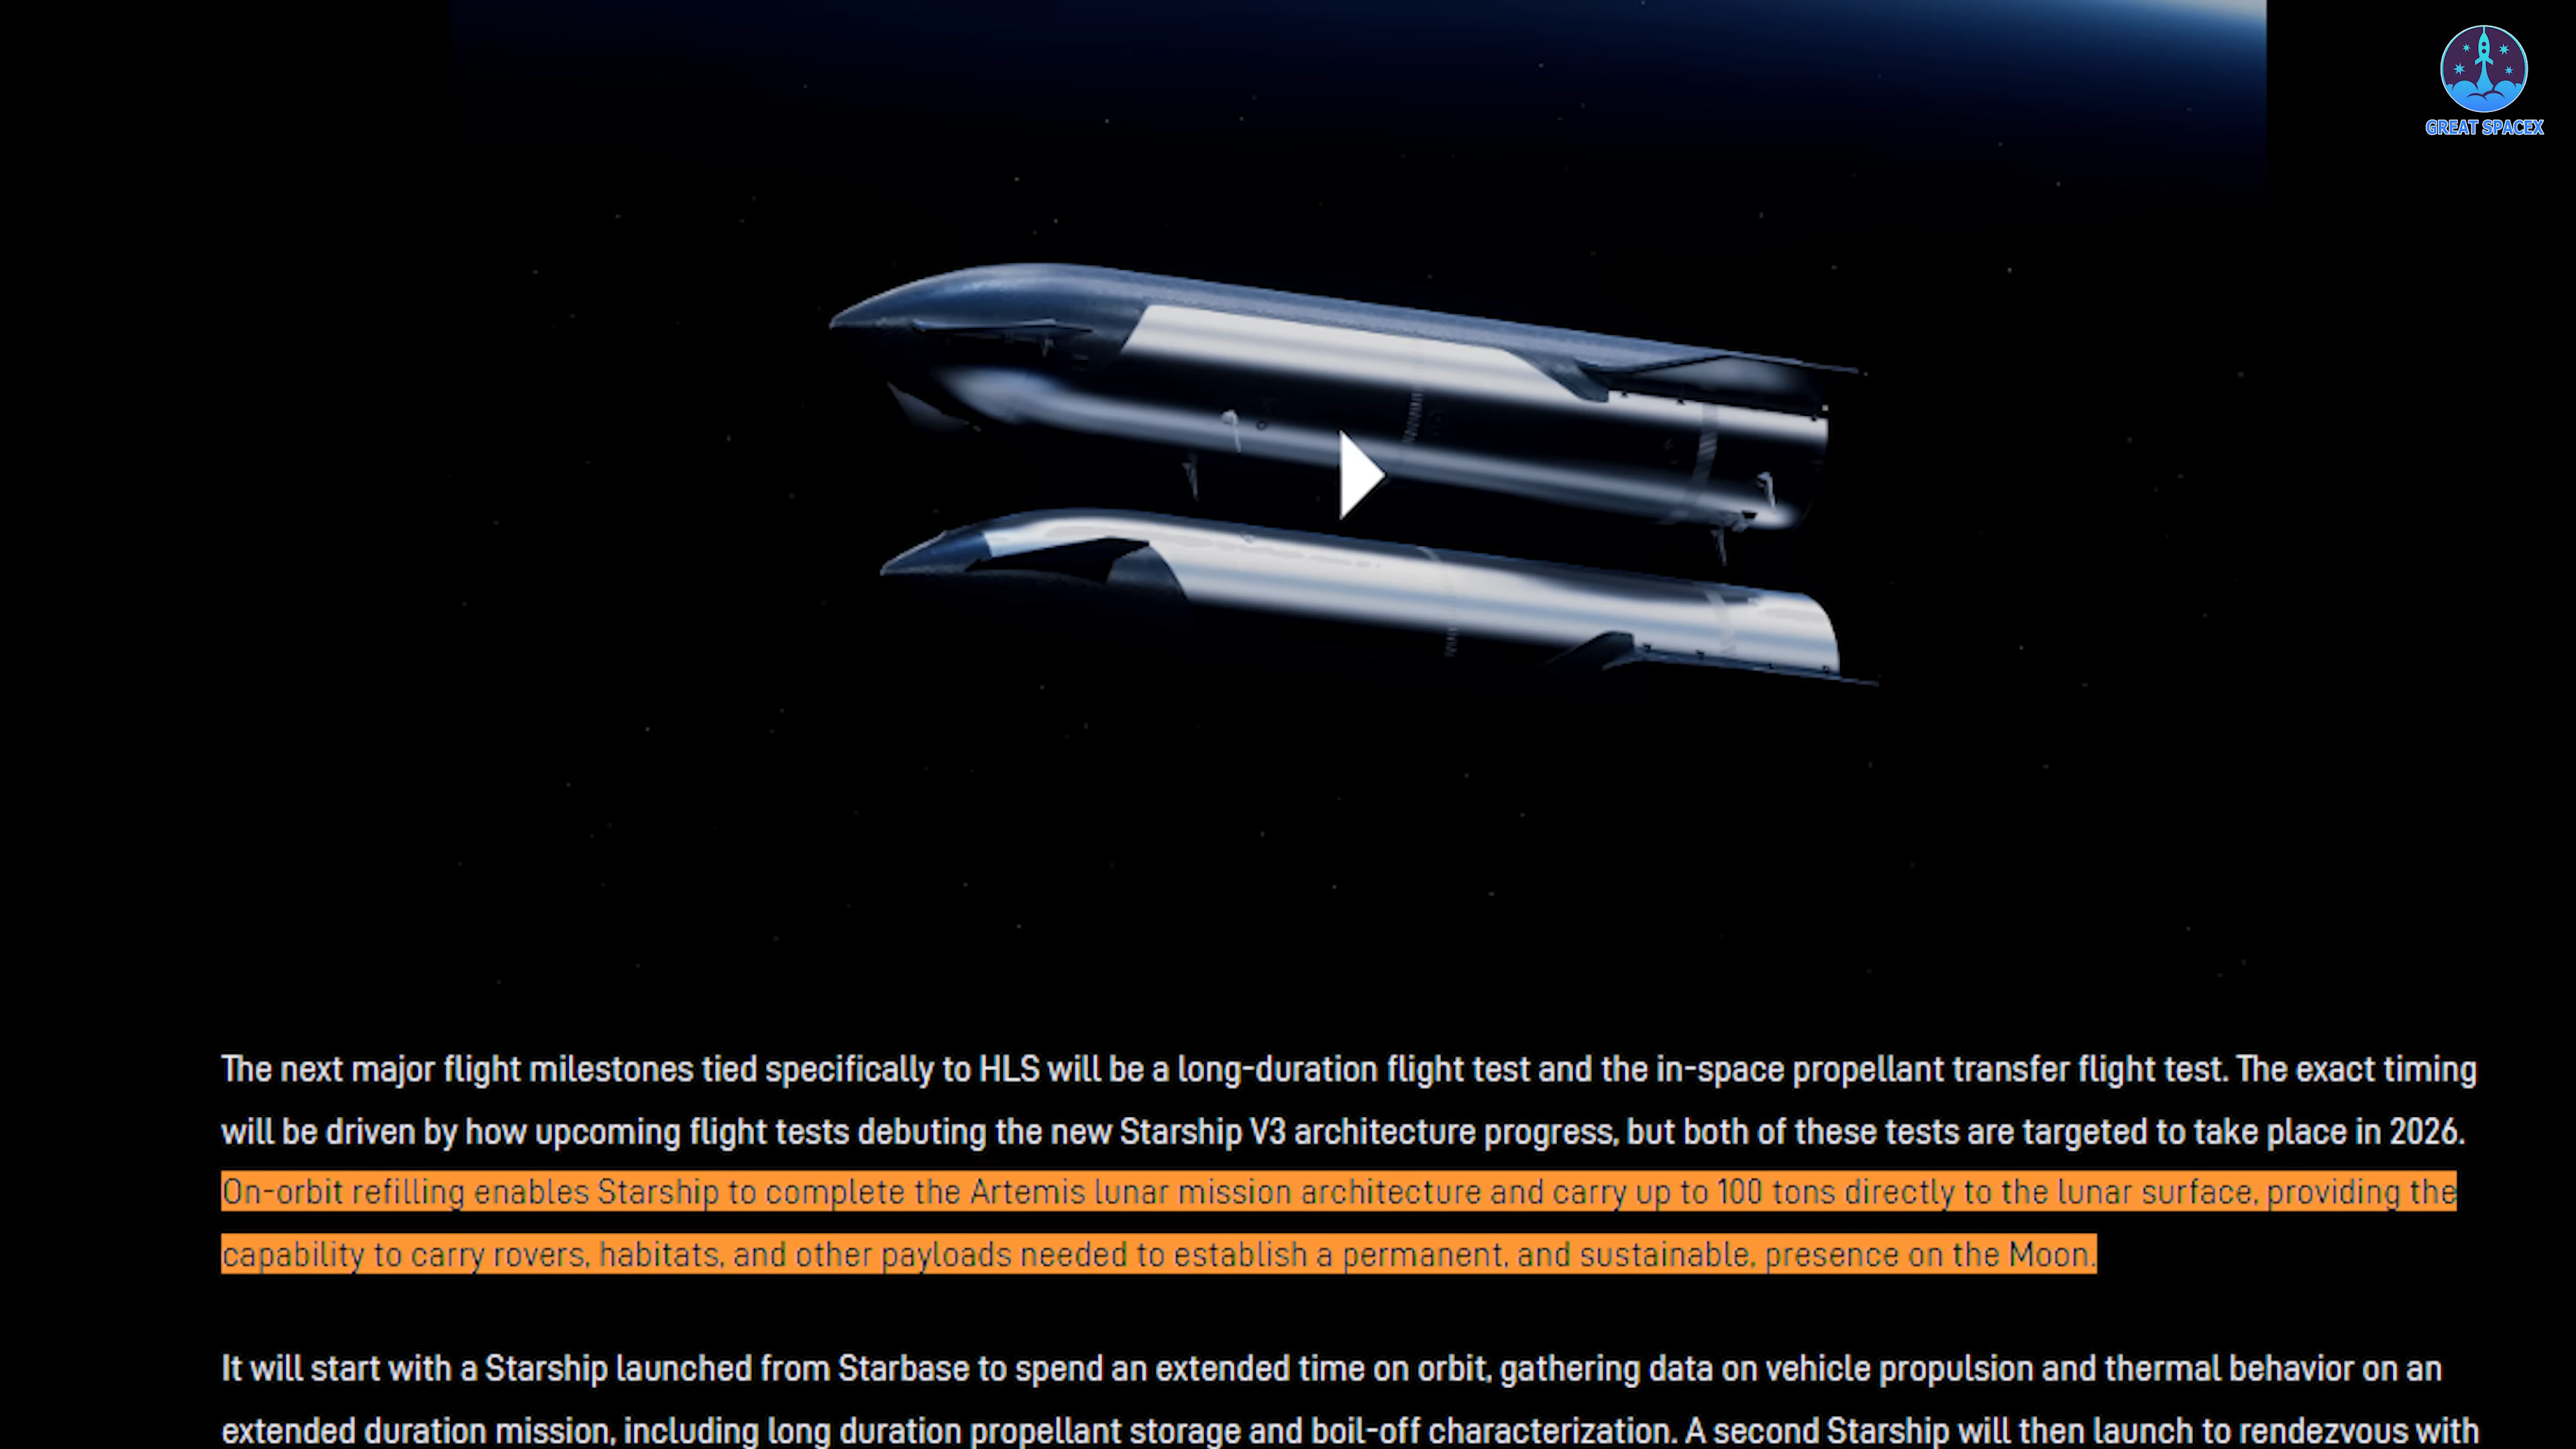 GREAT SPACEX
The next major flight milestones tied specifically to HLS will be a long-duration flight test and the in-space propellant transfer flight test. The exact timing
will be driven by how upcoming flight tests debuting the new Starship V3 architecture progress, but both of these tests are targeted to take place in 2026.
On-orbit refilling enables Starship to complete the Artemis lunar mission architecture and carry up to 100 tons directly to the lunar surface, providing the
capability to carry rovers, habitats, and other payloads needed to establish a permanent, and sustainable, presence on the Moon.
It will start with a Starship launched from Starbase to spend an extended time on orbit, gathering data on vehicle propulsion and thermal behavior on an
extended duration mission, including long duration propellant storage and boil-off characterization. A second Starship will then launch to rendezvous with